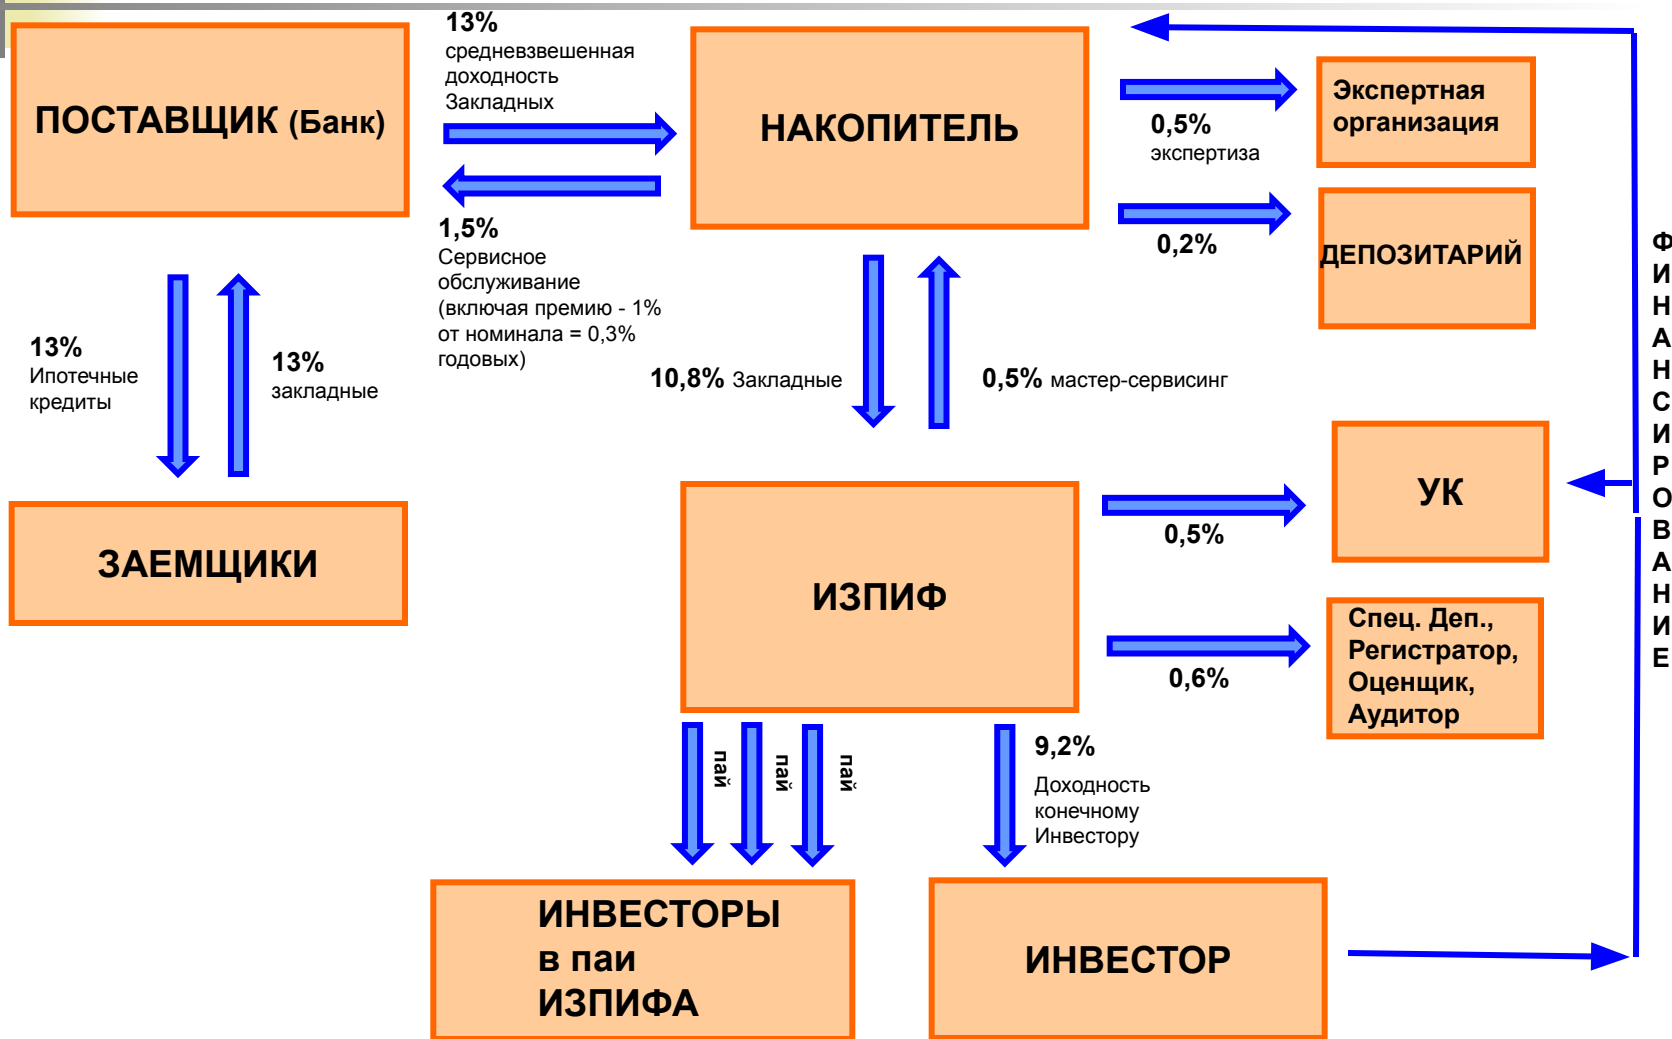 13%
средневзвешенная
доходность
Закладных
ПОСТАВЩИК (Банк)
НАКОПИТЕЛЬ
Экспертная
организация
0,5%
экспертиза
1,5%
Сервисное
обслуживание
(включая премию - 1%
от номинала = 0,3%
годовых)
0,2%
ДЕПОЗИТАРИЙ
13%
Ипотечные
кредиты
13%
закладные
10,8% Закладные
0,5% мастер-сервисинг
ЗАЕМЩИКИ
ИЗПИФ
0,5%
УК
0,6%
Спец. Деп.,
Регистратор,
Оценщик,
Аудитор
пай
пай
пай
9,2%
Доходность
конечному
Инвестору
ИНВЕСТОРЫ
в паи
ИЗПИФА
ИНВЕСТОР
Ф
И
Н
А
Н
С
И
Р
О
В
А
Н
И
Е